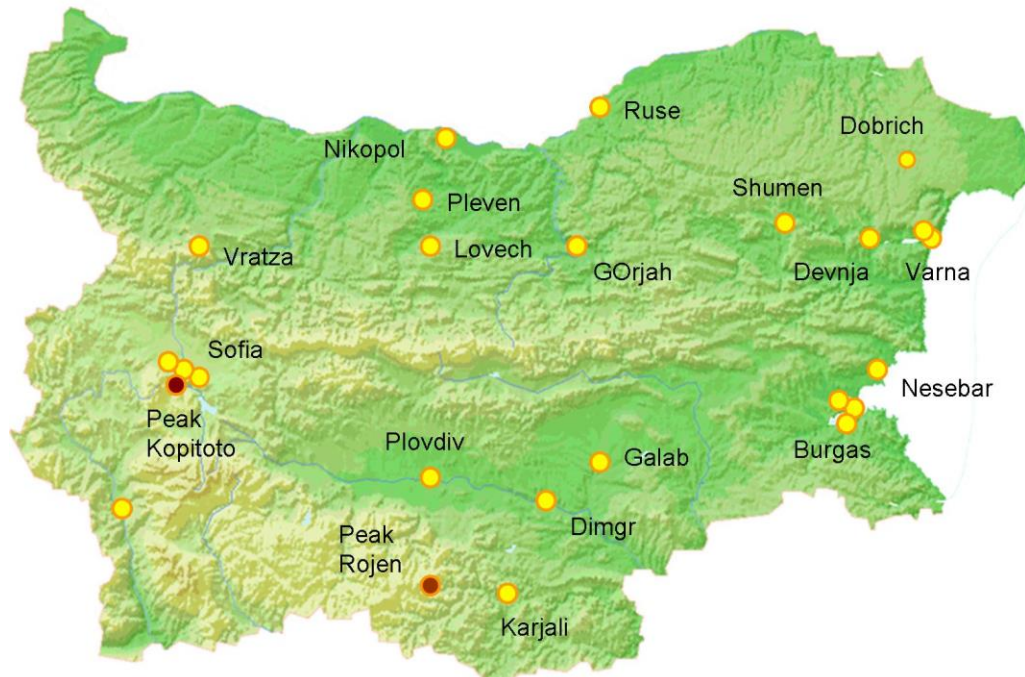 Ruse
Dobrich
Nikopol
Shumen
Pleven
Vratza
Lovech
GOrjah
Devnja
Varna
Sofia
Nesebar
Peak
Kopitoto
Plovdiv
Galab
Burgas
Dimgr
Peak
Rojen
Karjali